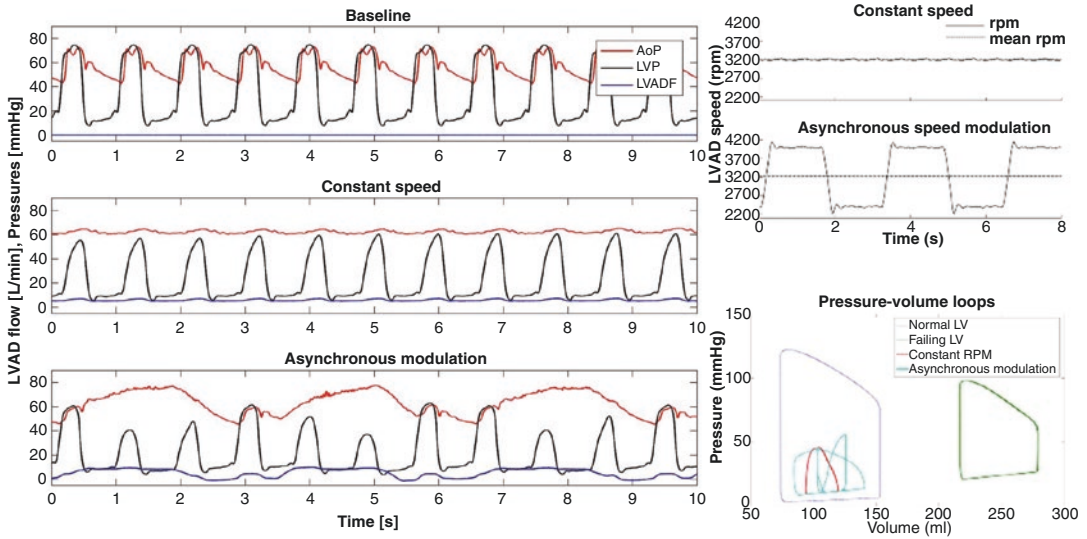 LVAD flow [L/min], Pressures [mmHg]
Baseline
80
60
40
20
0
AoP
LVP
LVADF
0 1 2 3 4 5 6 7 8 9 10
Constant speed
80
60
40
20
0
0 1 2 3 4 5 6 7 8 9 10
Asynchronous modulation
80
60
40
20
0
0 1 2 3 4 5 6 7 8 9 10
Time [s]
LVAD speed (rpm)
Constant speed
4200
3700
3200
2700
2200
rpm
mean rpm
Asynchronous speed modulation
4200
3700
3200
2700
2200
0 2 4 6 8
Time (s)
Pressure-volume loops
Pressure (mmHg)
150
100
50
0
Normal LV
Failing LV
Constant RPM
Asynchronous modulation
50 100 150 200 250 300
Volume (ml)